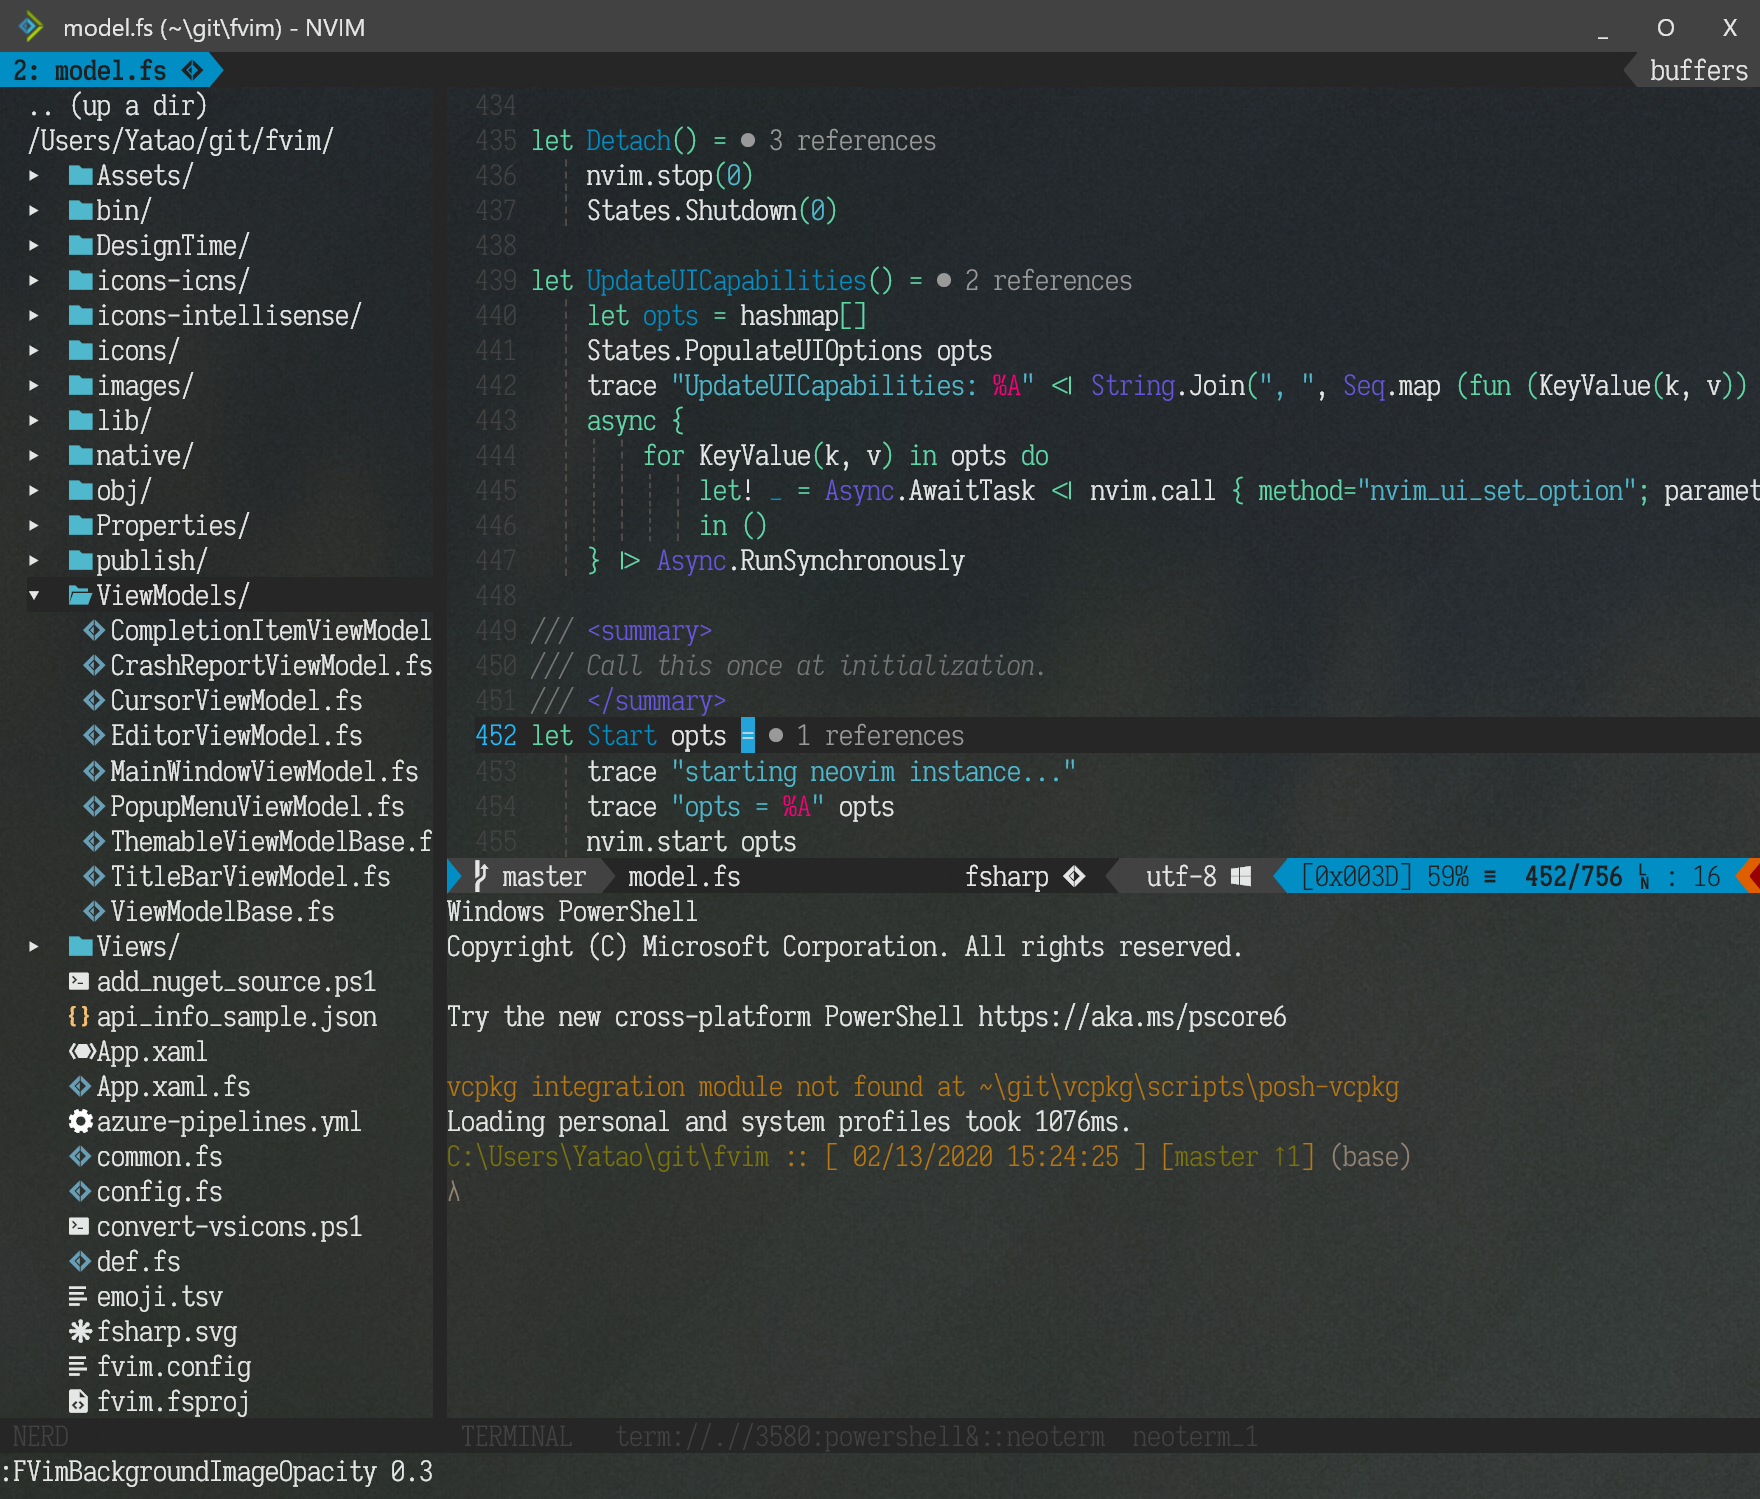 model.fs (~\git\fvim) - NVIM
_ O X
2: model.fs
buffers
.. (up a dir)
/Users/Yatao/git/fvim/
▸ Assets/
▸ bin/
▸ DesignTime/
▸ icons-icns/
▸ icons-intellisense/
▸ icons/
▸ images/
▸ lib/
▸ native/
▸ obj/
▸ Properties/
▸ publish/
▾ ViewModels/
CompletionItemViewModel
CrashReportViewModel.fs
CursorViewModel.fs
EditorViewModel.fs
MainWindowViewModel.fs
PopupMenuViewModel.fs
ThemableViewModelBase.f
TitleBarViewModel.fs
ViewModelBase.fs
▸ Views/
add_nuget_source.ps1
api_info_sample.json
App.xaml
App.xaml.fs
azure-pipelines.yml
common.fs
config.fs
convert-vsicons.ps1
def.fs
emoji.tsv
fsharp.svg
fvim.config
fvim.fsproj
NERD
434
435 let Detach() = ● 3 references
436 nvim.stop(0)
437 States.Shutdown(0)
438
439 let UpdateUICapabilities() = ● 2 references
440 let opts = hashmap[]
441 States.PopulateUIOptions opts
442 trace "UpdateUICapabilities: %A" <| String.Join(", ", Seq.map (fun (KeyValue(k, v))
443 async {
444 for KeyValue(k, v) in opts do
445 let! _ = Async.AwaitTask <| nvim.call { method="nvim_ui_set_option"; paramet
446 in ()
447 } |> Async.RunSynchronously
448
449 /// <summary>
450 /// Call this once at initialization.
451 /// </summary>
452 let Start opts = ● 1 references
453 trace "starting neovim instance..."
454 trace "opts = %A" opts
455 nvim.start opts
master model.fs fsharp utf-8 [0x003D] 59% ≡ 452/756 LN : 16
Windows PowerShell
Copyright (C) Microsoft Corporation. All rights reserved.
Try the new cross-platform PowerShell https://aka.ms/pscore6
vcpkg integration module not found at ~\git\vcpkg\scripts\posh-vcpkg
Loading personal and system profiles took 1076ms.
C:\Users\Yatao\git\fvim :: [ 02/13/2020 15:24:25 ] [master ↑1] (base)
λ
TERMINAL term://.//3580:powershell&::neoterm neoterm_1
:FVimBackgroundImageOpacity 0.3